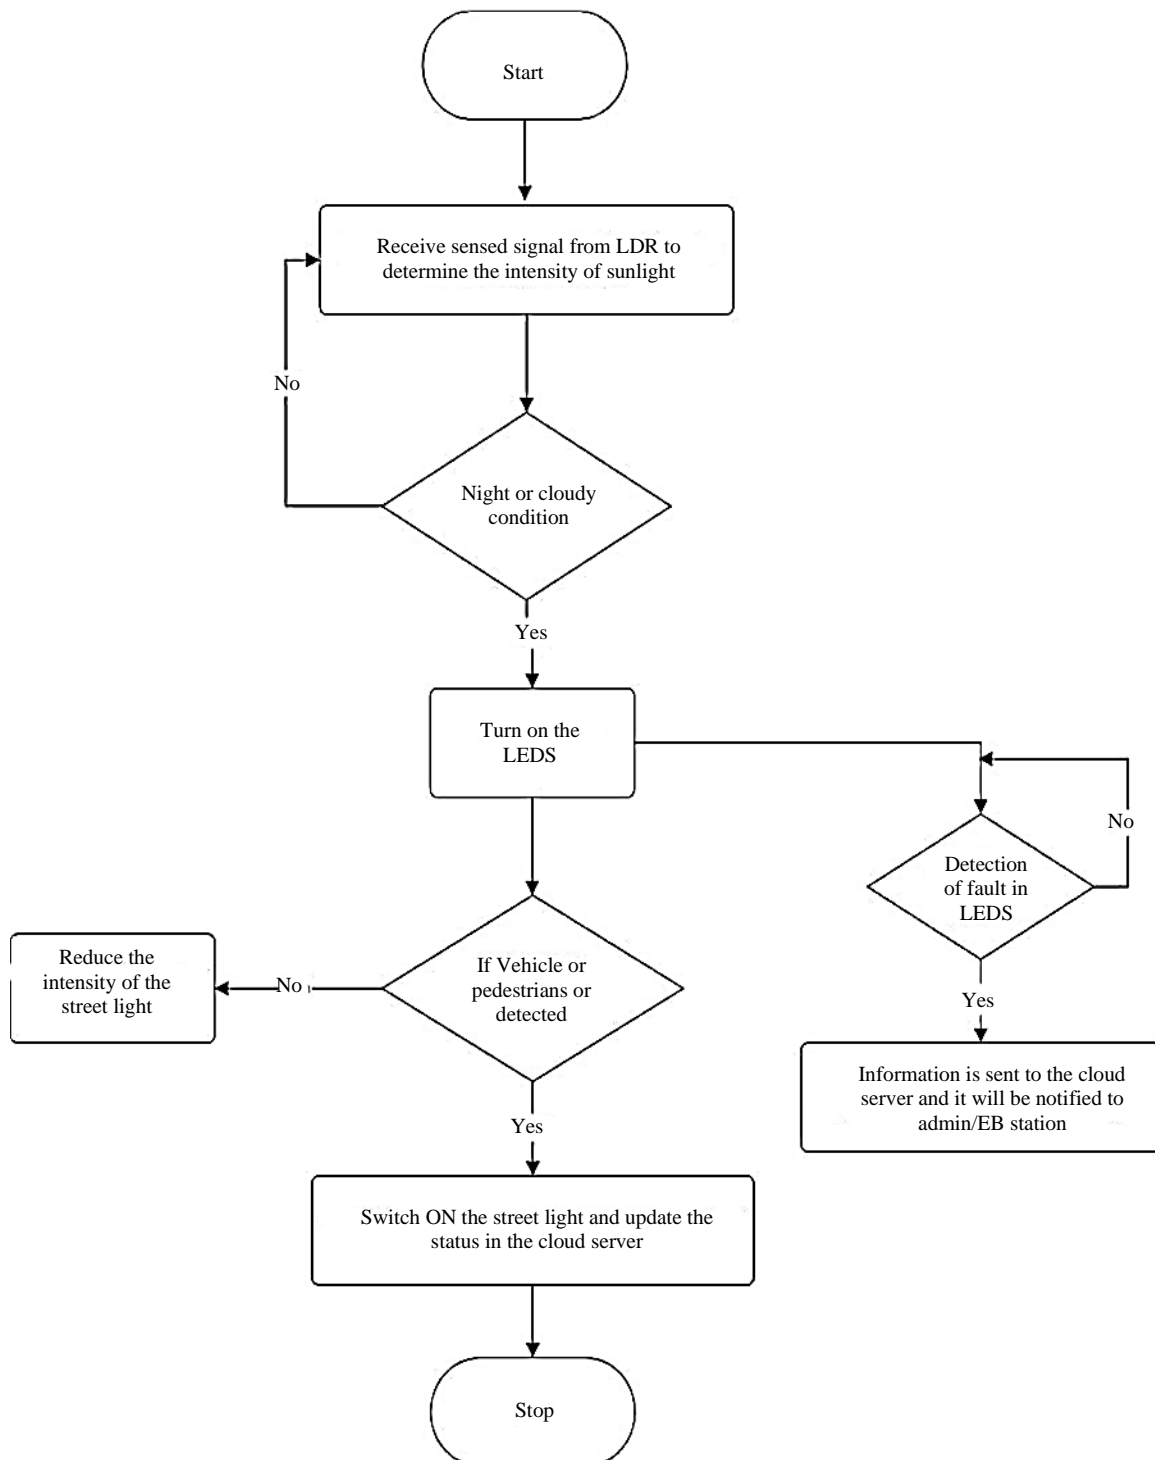 Start
Receive sensed signal from LDR to
determine the intensity of sunlight
No
Night or cloudy
condition
Yes
Turn on the
LEDS
No
Detection
of fault in
LEDS
Reduce the
intensity of the
street light
No
If Vehicle or
pedestrians or
detected
Yes
Information is sent to the cloud
server and it will be notified to
admin/EB station
Yes
Switch ON the street light and update the
status in the cloud server
Stop